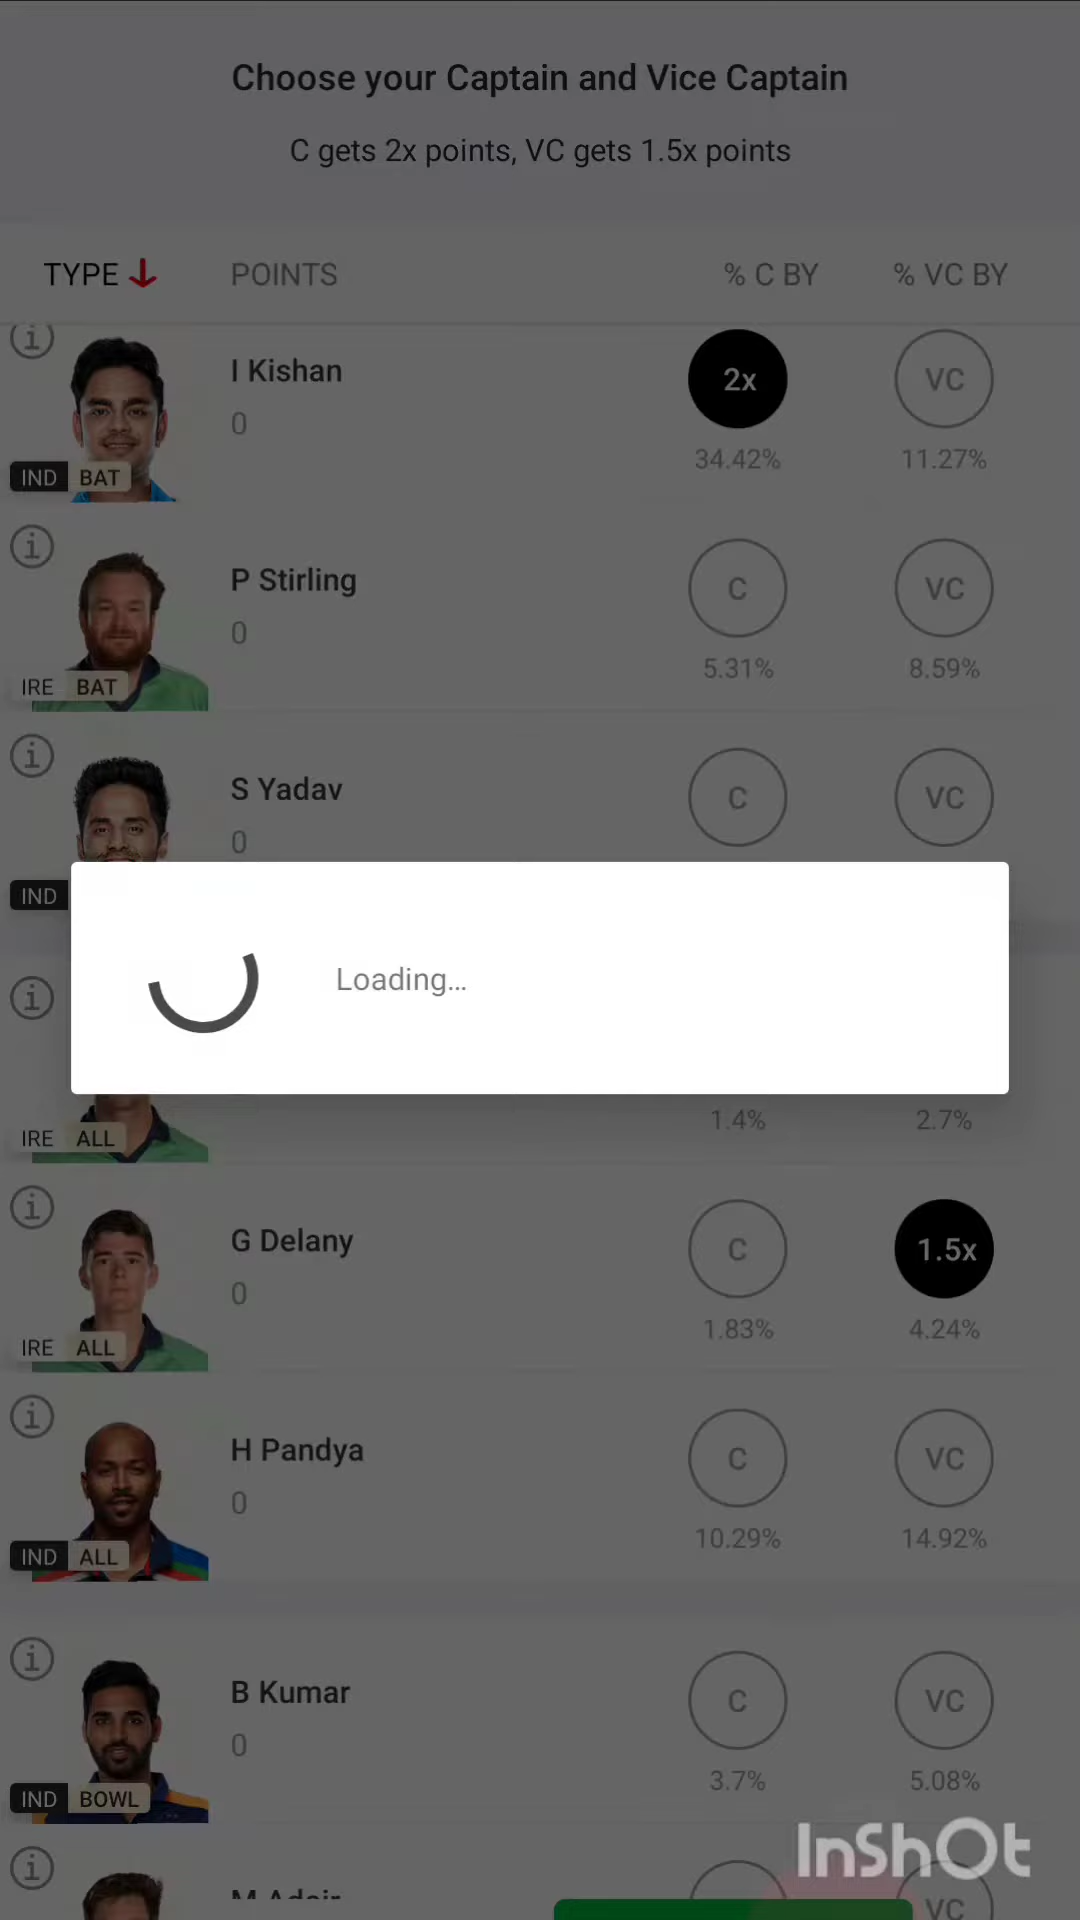 Choose your Captain and Vice Captain
C gets 2x points, VC gets 1.5x points
TYPE POINTS % C BY % VC BY
i
I Kishan
0
2x VC
34.42% 11.27%
IND BAT
i
P Stirling
0
C VC
5.31% 8.59%
IRE BAT
i
S Yadav
0
C VC
IND
Loading...
i
1.4% 2.7%
IRE ALL
i
G Delany
0
C 1.5x
1.83% 4.24%
IRE ALL
i
H Pandya
0
C VC
10.29% 14.92%
IND ALL
i
B Kumar
0
C VC
3.7% 5.08%
IND BOWL
InShOt
i
M Adair
VC